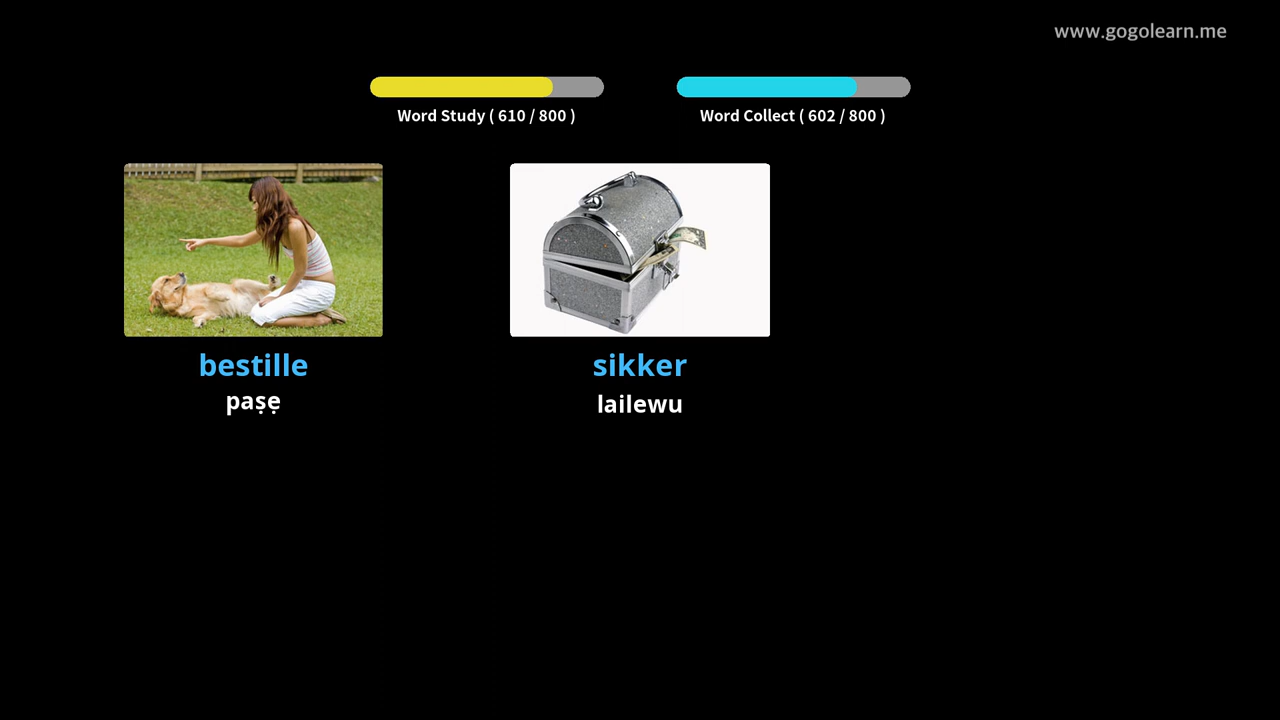 www.gogolearn.me
Word Study ( 610 / 800 )
Word Collect ( 602 / 800 )
bestille
paṣẹ
sikker
lailewu